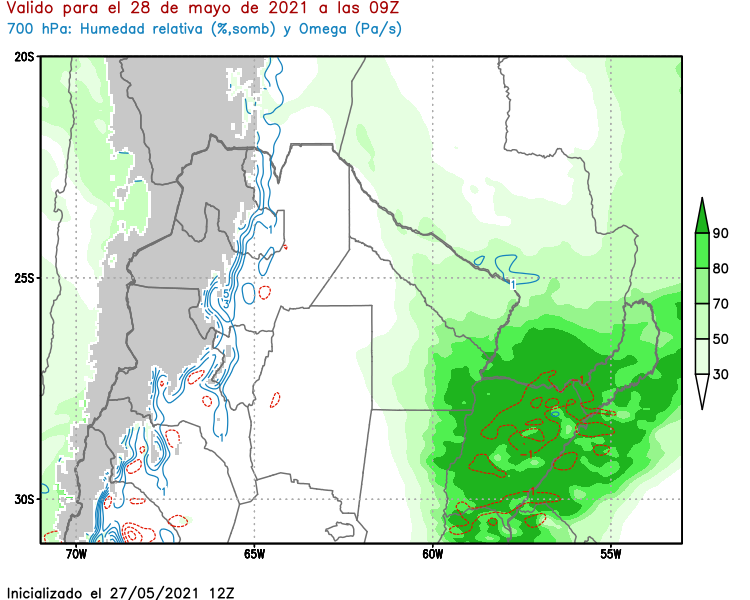 Valido para el 28 de mayo de 2021 a las 09Z
700 hPa: Humedad relativa (%,somb) y Omega (Pa/s)
20S
25S
30S
70W
65W
60W
55W
90
80
70
50
30
1
5
1
1
1
-1
-1
Inicializado el 27/05/2021 12Z